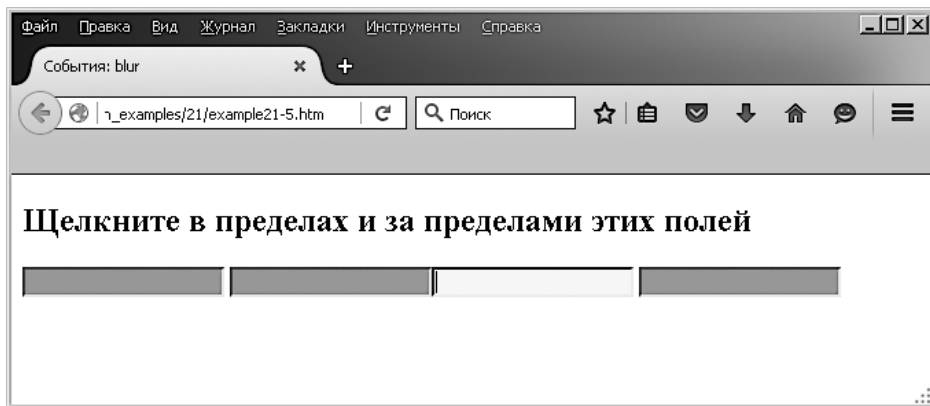 Файл Правка Вид Журнал Закладки Инструменты Справка
События: blur
n_examples/21/example21-5.htm Поиск
Щелкните в пределах и за пределами этих полей